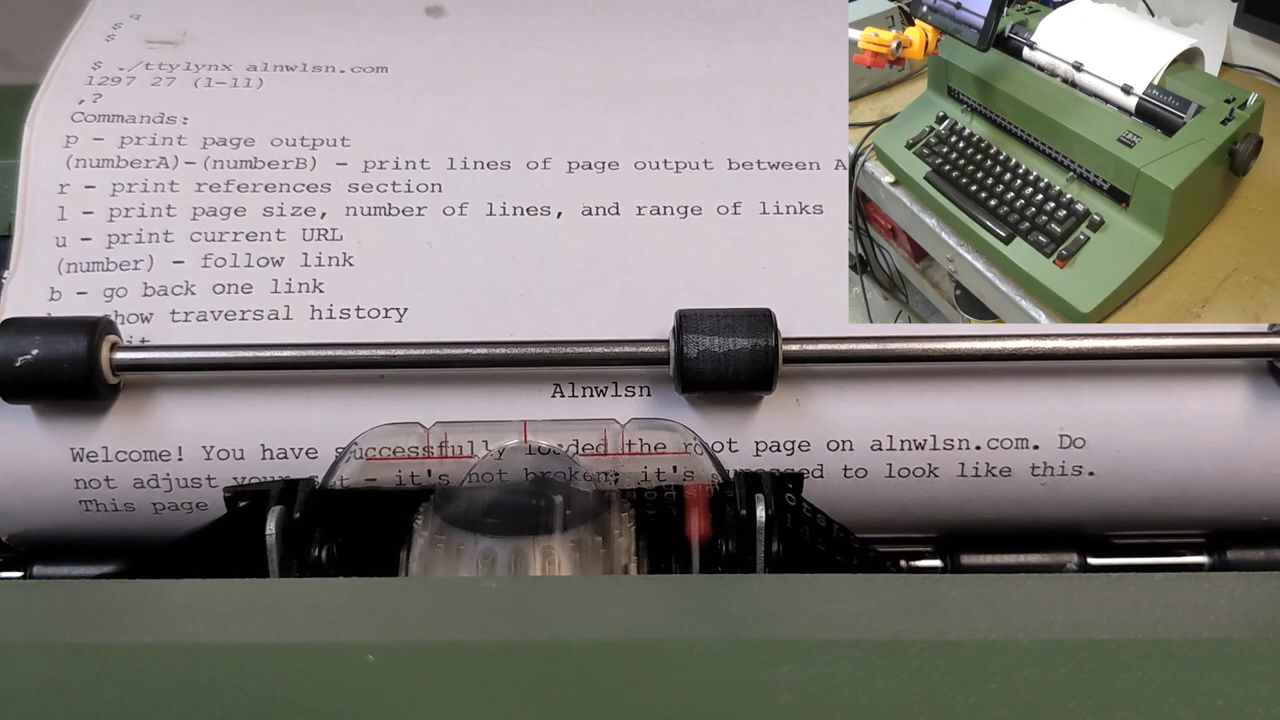 q
$
$
$ ./ttylynx alnwlsn.com
1297 27 (1-11)
,?
Commands:
p - print page output
(numberA)-(numberB) - print lines of page output between A
r - print references section
l - print page size, number of lines, and range of links
u - print current URL
(number) - follow link
b - go back one link
show traversal history
Alnwlsn
Welcome! You have successfully loaded the root page on alnwlsn.com. Do
not adjust your set - it's not broken; it's supposed to look like this.
This page
IBM